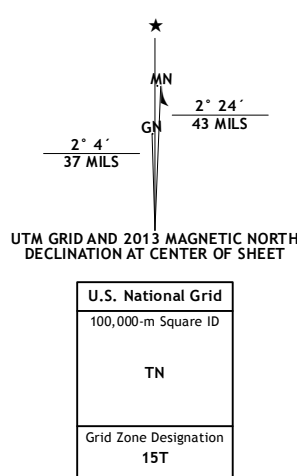 ★
MN
2° 24´
43 MILS
GN
2° 4´
37 MILS
UTM GRID AND 2013 MAGNETIC NORTH
DECLINATION AT CENTER OF SHEET
U.S. National Grid
100,000-m Square ID
TN
Grid Zone Designation
15T